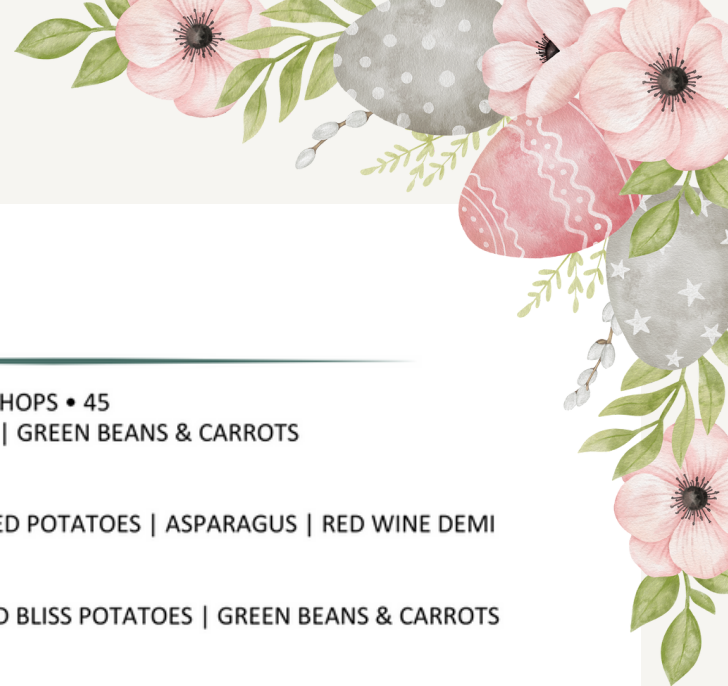 HOPS • 45
| GREEN BEANS & CARROTS
ED POTATOES | ASPARAGUS | RED WINE DEMI
BLISS POTATOES | GREEN BEANS & CARROTS